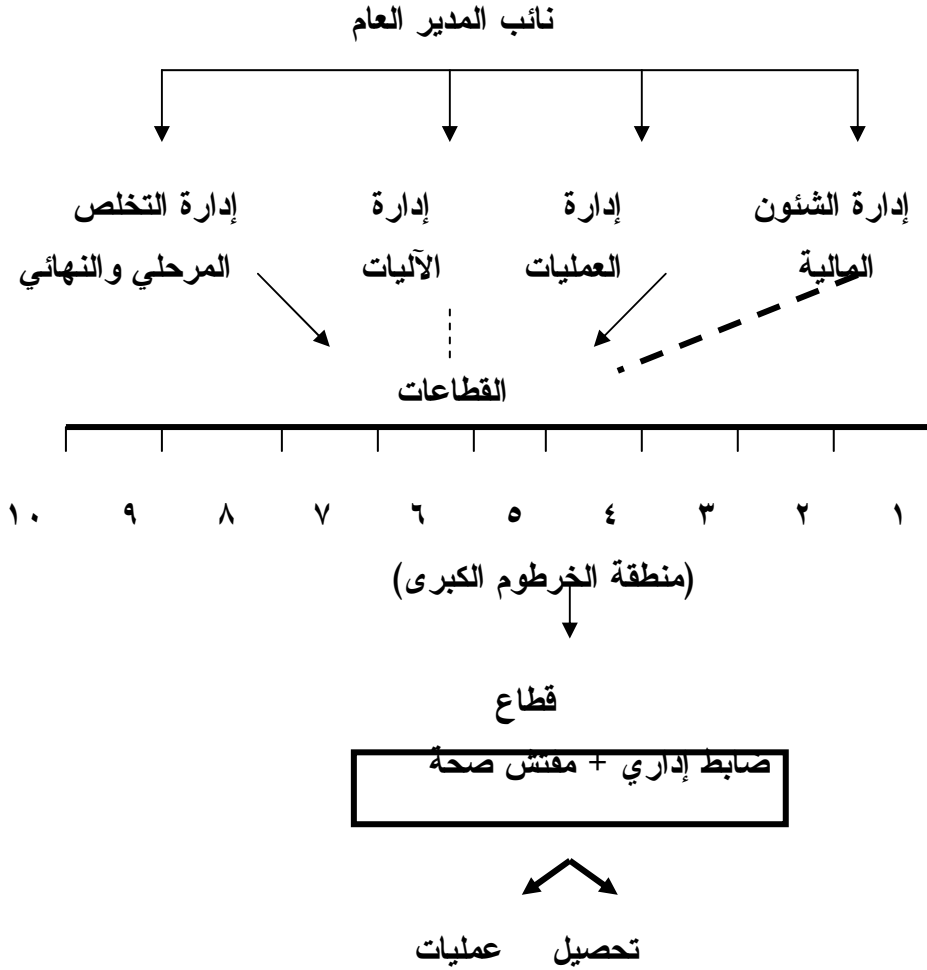 نائب المدير العام
إدارة الشئون إدارة إدارة إدارة التخلص
المالية العمليات الآليات المرحلي والنهائي
القطاعات
١ ٢ ٣ ٤ ٥ ٦ ٧ ٨ ٩ ١٠
(منطقة الخرطوم الكبرى)
قطاع
ضابط إداري + مفتش صحة
تحصيل عمليات